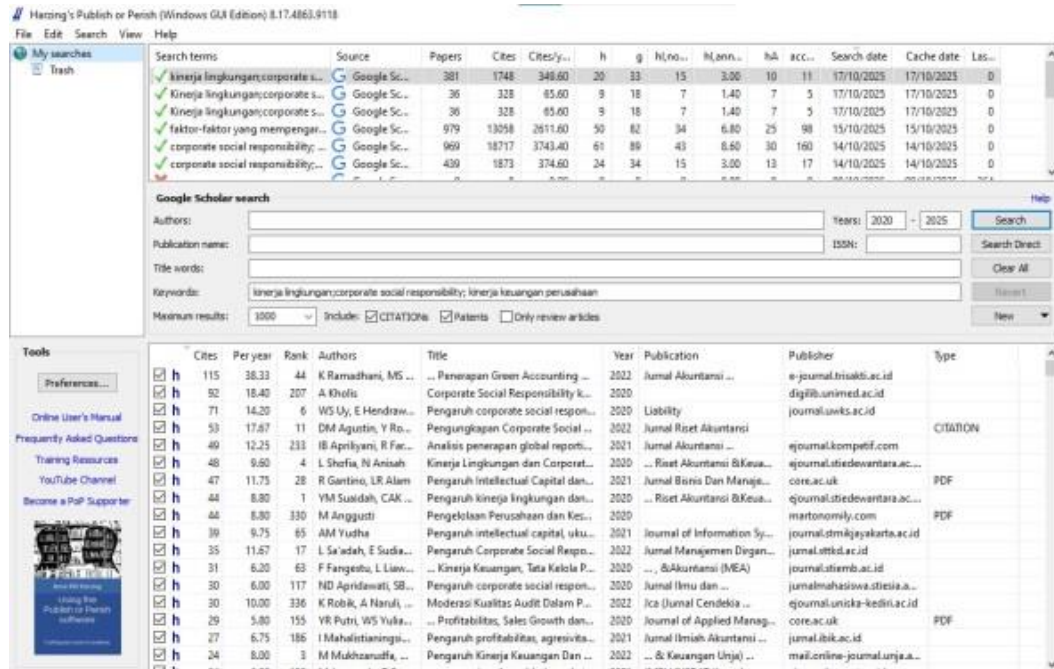 Harzing's Publish or Perish (Windows GUI Edition) 8.17.4863.9118
File Edit Search View Help
My searches
Trash
Search terms Source Papers Cites Cites/y... h g hI,no... hI,ann... hA acc... Search date Cache date Las...
kinerja lingkungan;corporate s... Google Sc... 381 1748 349.60 20 33 15 3.00 10 11 17/10/2025 17/10/2025 0
Kinerja lingkungan;corporate s... Google Sc... 36 328 65.60 9 18 7 1.40 7 5 17/10/2025 17/10/2025 0
Kinerja lingkungan;corporate s... Google Sc... 36 328 65.60 9 18 7 1.40 7 5 17/10/2025 17/10/2025 0
faktor-faktor yang mempengar... Google Sc... 979 13058 2611.60 50 82 34 6.80 25 98 15/10/2025 15/10/2025 0
corporate social responsibility; ... Google Sc... 969 18717 3743.40 61 89 43 8.60 30 160 14/10/2025 14/10/2025 0
corporate social responsibility;... Google Sc... 439 1873 374.60 24 34 15 3.00 13 17 14/10/2025 14/10/2025 0
Google Scholar search Help
Authors: Years: 2020 - 2025 Search
Publication name: ISSN: Search Direct
Title words: Clear All
Keywords: kinerja lingkungan;corporate social responsibility; kinerja keuangan perusahaan Revert
Maximum results: 1000 Include: CITATIONs Patents Only review articles New
Tools
Preferences...
Online User's Manual
Frequently Asked Questions
Training Resources
YouTube Channel
Become a PoP Supporter
Using the
Publish or Perish
software
Cites Per year Rank Authors Title Year Publication Publisher Type
h 115 38.33 44 K Ramadhani, MS ... ... Penerapan Green Accounting ... 2022 Jurnal Akuntansi ... e-journal.trisakti.ac.id
h 92 18.40 207 A Kholis Corporate Social Responsibility k... 2020 digilib.unimed.ac.id
h 71 14.20 6 WS Uy, E Hendraw... Pengaruh corporate social respon... 2020 Liability journal.uwks.ac.id
h 53 17.67 11 DM Agustin, Y Ro... Pengungkapan Corporate Social ... 2022 Jurnal Riset Akuntansi CITATION
h 49 12.25 233 IB Apriliyani, R Far... Analisis penerapan global reporti... 2021 Jurnal Akuntansi ... ejournal.kompetif.com
h 48 9.60 4 L Shofia, N Anisah Kinerja Lingkungan dan Corporat... 2020 ... Riset Akuntansi &Keua... ejournal.stiedewantara.ac....
h 47 11.75 28 R Gantino, LR Alam Pengaruh Intellectual Capital dan... 2021 Jurnal Bisnis Dan Manaje... core.ac.uk PDF
h 44 8.80 1 YM Suaidah, CAK ... Pengaruh kinerja lingkungan dan... 2020 ... Riset Akuntansi &Keua... ejournal.stiedewantara.ac....
h 44 8.80 330 M Anggusti Pengelolaan Perusahaan dan Kes... 2020 martonomily.com PDF
h 39 9.75 65 AM Yudha Pengaruh intellectual capital, uku... 2021 Journal of Information Sy... journal.stmikjayakarta.ac.id
h 35 11.67 17 L Sa'adah, E Sudia... Pengaruh Corporate Social Respo... 2022 Jurnal Manajemen Dirgan... jurnal.sttkd.ac.id
h 31 6.20 63 F Fangestu, L Liaw... ... Kinerja Keuangan, Tata Kelola P... 2020 ... , &Akuntansi (MEA) journal.stiemb.ac.id
h 30 6.00 117 ND Apridawati, SB... Pengaruh corporate social respon... 2020 Jurnal Ilmu dan ... jurnalmahasiswa.stiesia.a...
h 30 10.00 336 K Robik, A Naruli, ... Moderasi Kualitas Audit Dalam P... 2022 Jca (Jurnal Cendekia ... ejournal.uniska-kediri.ac.id
h 29 5.80 155 VR Putri, WS Yulia... ... Profitabilitas, Sales Growth dan... 2020 Journal of Applied Manag... core.ac.uk PDF
h 27 6.75 186 I Mahalistianingsi... Pengaruh profitabilitas, agresivita... 2021 Jurnal Ilmiah Akuntansi ... jurnal.ibik.ac.id
h 24 8.00 3 M Mukhzarudfa, ... Pengaruh Kinerja Keuangan Dan ... 2022 ... & Keuangan Unja) ... mail.online-journal.unja.a...